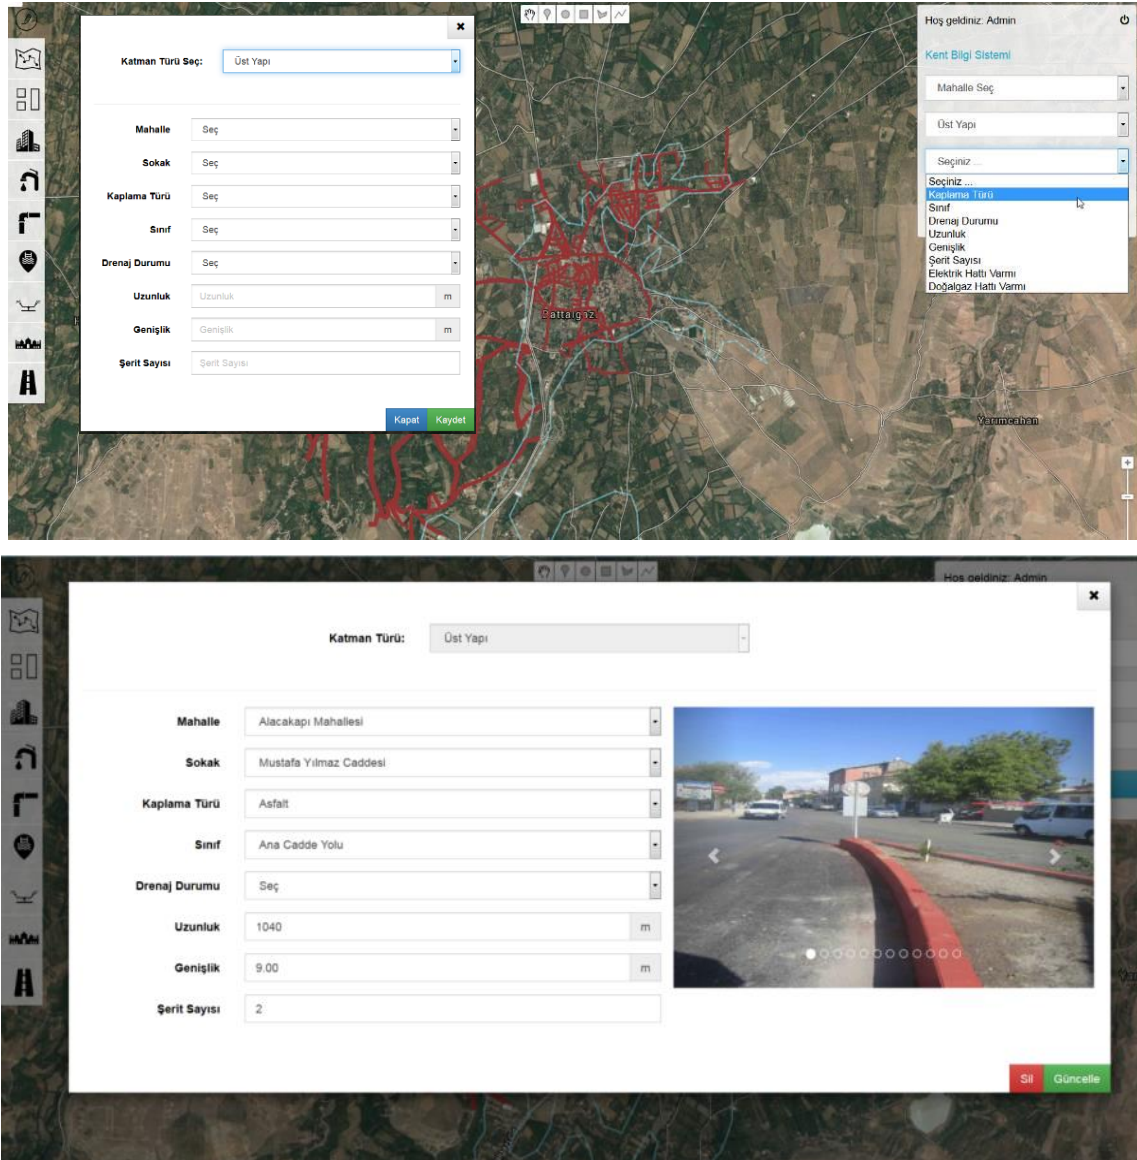 Katman Türü Seç: Üst Yapı
Mahalle Seç
Sokak Seç
Kaplama Türü Seç
Sınıf Seç
Drenaj Durumu Seç
Uzunluk Uzunluk m
Genişlik Genişlik m
Şerit Sayısı Şerit Sayısı
Kapat Kaydet
Hoş geldiniz: Admin
Kent Bilgi Sistemi
Mahalle Seç
Üst Yapı
Seçiniz ...
Seçiniz ...
Kaplama Türü
Sınıf
Drenaj Durumu
Uzunluk
Genişlik
Şerit Sayısı
Elektrik Hattı Varmı
Doğalgaz Hattı Varmı
Battalgaz
Yarımcahan
Hoş geldiniz: Admin
Katman Türü: Üst Yapı
Mahalle Alacakapı Mahallesi
Sokak Mustafa Yılmaz Caddesi
Kaplama Türü Asfalt
Sınıf Ana Cadde Yolu
Drenaj Durumu Seç
Uzunluk 1040 m
Genişlik 9.00 m
Şerit Sayısı 2
Sil Güncelle